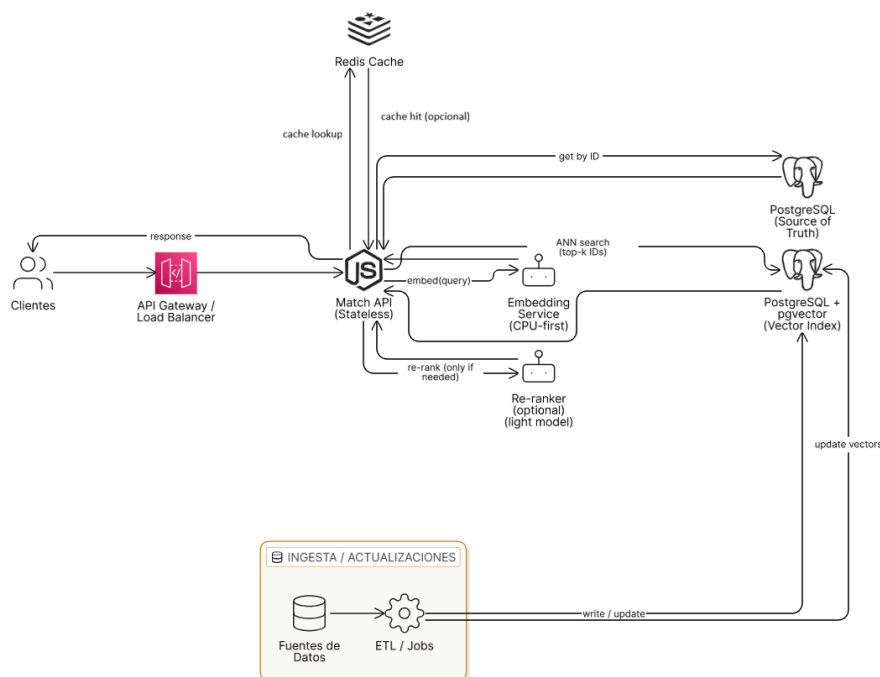 Redis Cache
cache lookup
cache hit (opcional)
get by ID
PostgreSQL
(Source of
Truth)
response
ANN search
(top-k IDs)
JS
embed(query)
Clientes
API Gateway /
Load Balancer
Match API
(Stateless)
Embedding
Service
(CPU-first)
PostgreSQL +
pgvector
(Vector Index)
re-rank (only if
needed)
Re-ranker
(optional)
(light model)
update vectors
INGESTA / ACTUALIZACIONES
write / update
Fuentes de
Datos
ETL / Jobs